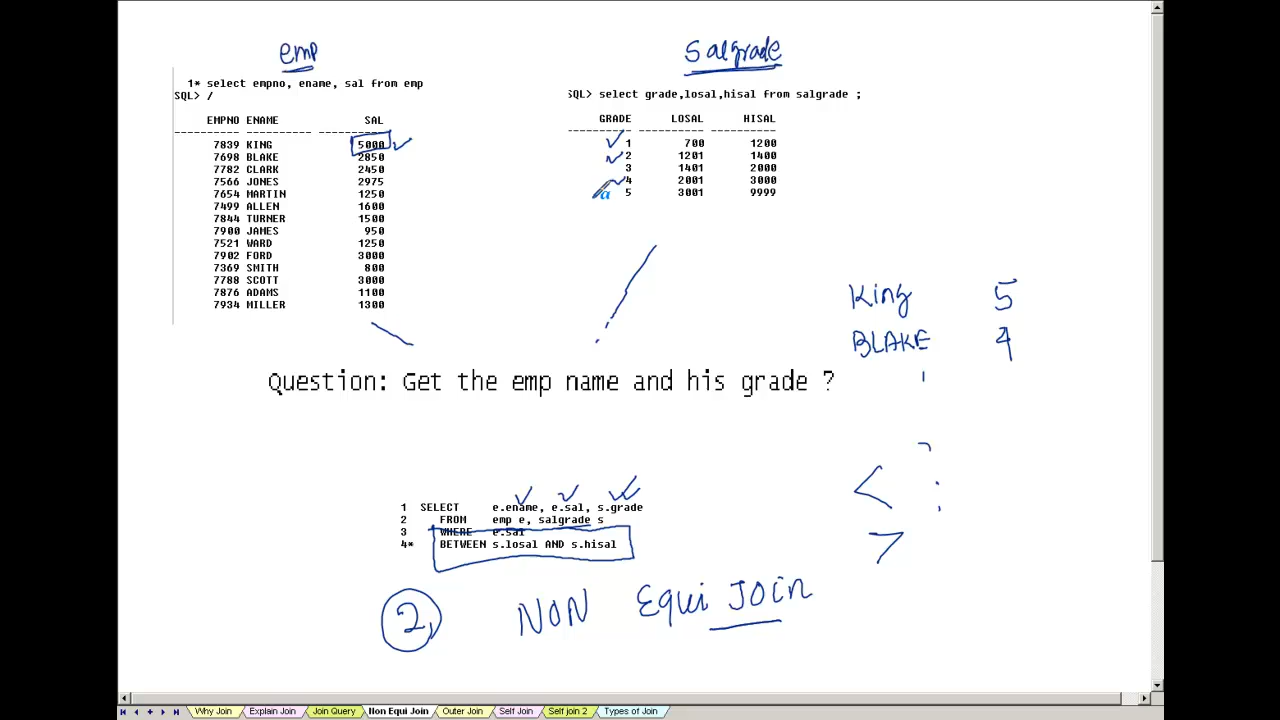 emp
1* select empno, ename, sal from emp
SQL> /
EMPNO ENAME SAL
---------- ---------- ----------
7839 KING 5000
7698 BLAKE 2850
7782 CLARK 2450
7566 JONES 2975
7654 MARTIN 1250
7499 ALLEN 1600
7844 TURNER 1500
7900 JAMES 950
7521 WARD 1250
7902 FORD 3000
7369 SMITH 800
7788 SCOTT 3000
7876 ADAMS 1100
7934 MILLER 1300
Salgrade
SQL> select grade,losal,hisal from salgrade ;
GRADE LOSAL HISAL
---------- ---------- ----------
1 700 1200
2 1201 1400
3 1401 2000
4 2001 3000
5 3001 9999
King 5
BLAKE 4
Question: Get the emp name and his grade ?
<
>
1 SELECT e.ename, e.sal, s.grade
2 FROM emp e, salgrade s
3 WHERE e.sal
4* BETWEEN s.losal AND s.hisal
2, NON Equi JOin
Why Join Explain Join Join Query Non Equi Join Outer Join Self Join Self join 2 Types of Join